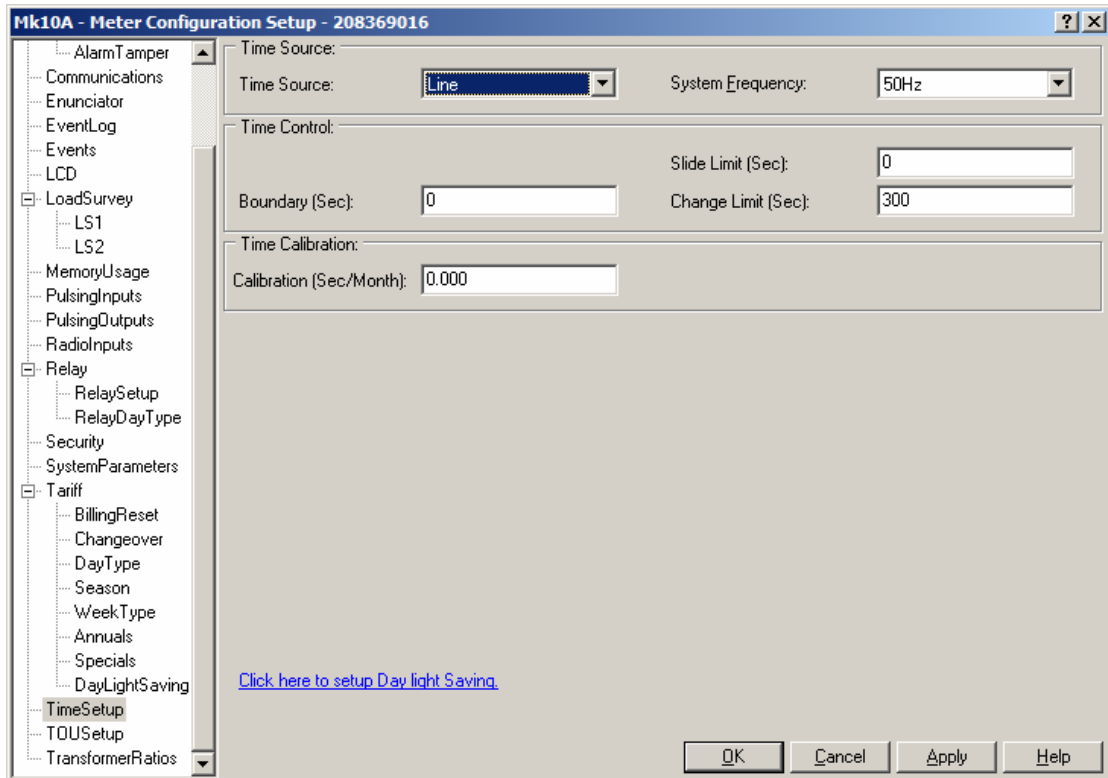 Mk10A - Meter Configuration Setup - 208369016
AlarmTamper
Communications
Enunciator
EventLog
Events
LCD
LoadSurvey
LS1
LS2
MemoryUsage
PulsingInputs
PulsingOutputs
RadioInputs
Relay
RelaySetup
RelayDayType
Security
SystemParameters
Tariff
BillingReset
Changeover
DayType
Season
WeekType
Annuals
Specials
DayLightSaving
TimeSetup
TOUSetup
TransformerRatios
Time Source:
Time Source: Line System Frequency: 50Hz
Time Control:
Slide Limit (Sec): 0
Boundary (Sec): 0 Change Limit (Sec): 300
Time Calibration:
Calibration (Sec/Month): 0.000
Click here to setup Day light Saving.
OK Cancel Apply Help